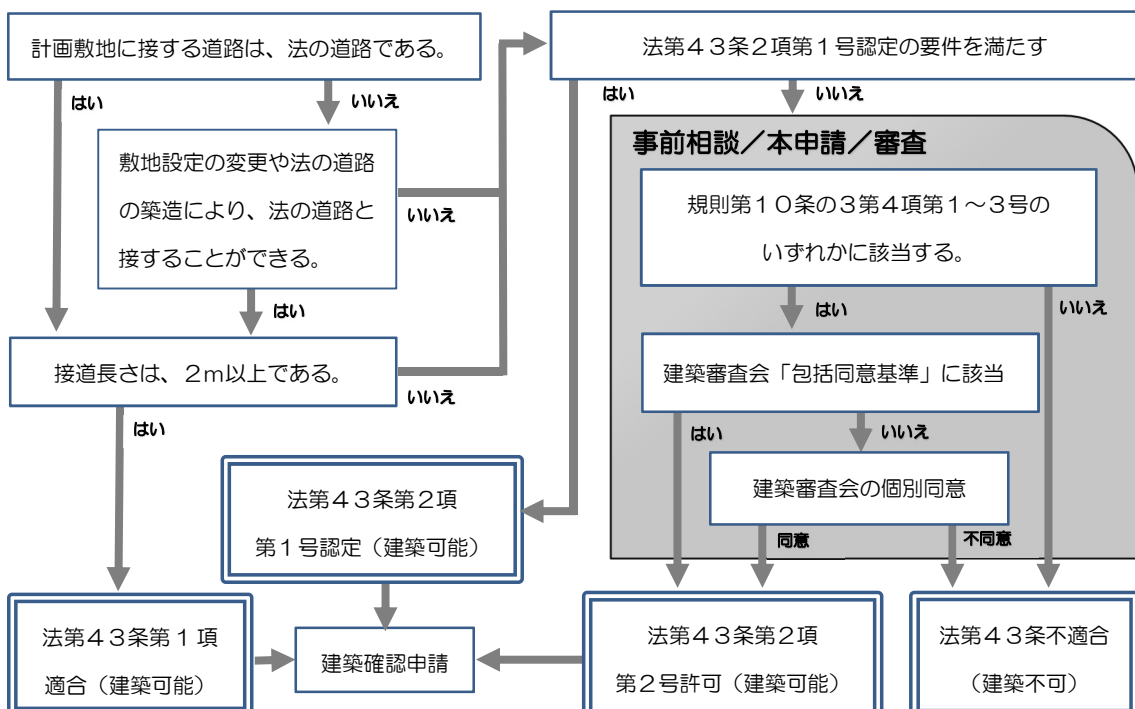 計画敷地に接する道路は、法の道路である。
はい
いいえ
敷地設定の変更や法の道路
の築造により、法の道路と
接することができる。
いいえ
はい
接道長さは、2m以上である。
いいえ
はい
法第43条2項第1号認定の要件を満たす
はい
いいえ
事前相談/本申請/審査
規則第10条の3第4項第1~3号の
いずれかに該当する。
はい
いいえ
建築審査会「包括同意基準」に該当
はい
いいえ
建築審査会の個別同意
同意
不同意
法第43条第2項
第1号認定(建築可能)
法第43条第1項
適合(建築可能)
建築確認申請
法第43条第2項
第2号許可(建築可能)
法第43条不適合
(建築不可)